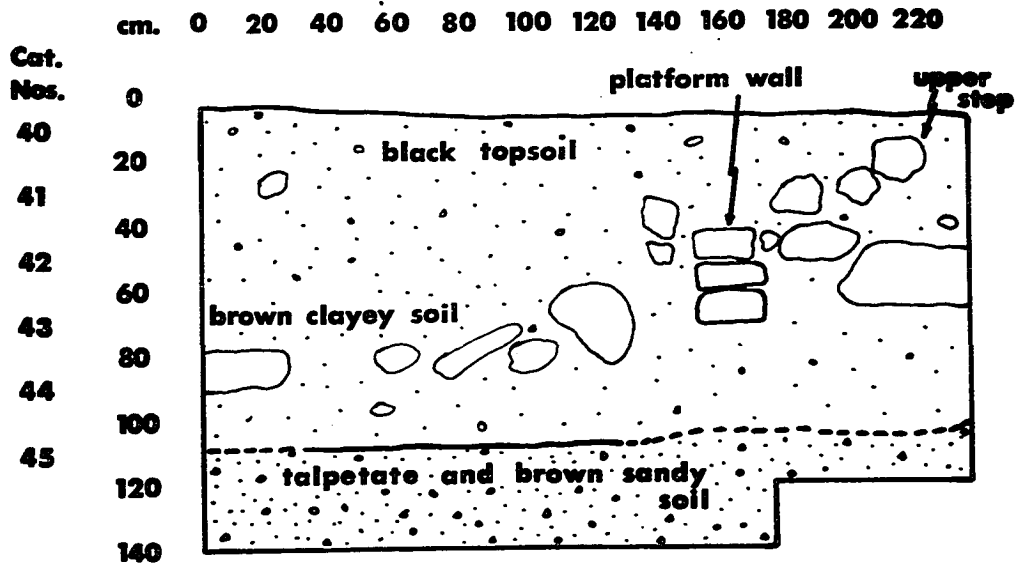 cm. 0 20 40 60 80 100 120 140 160 180 200 220
Cat.
Nos.
platform wall
upper
step
0
40
20
black topsoil
41
40
42
60
brown clayey soil
43
80
44
100
45
talpetate and brown sandy
soil
120
140